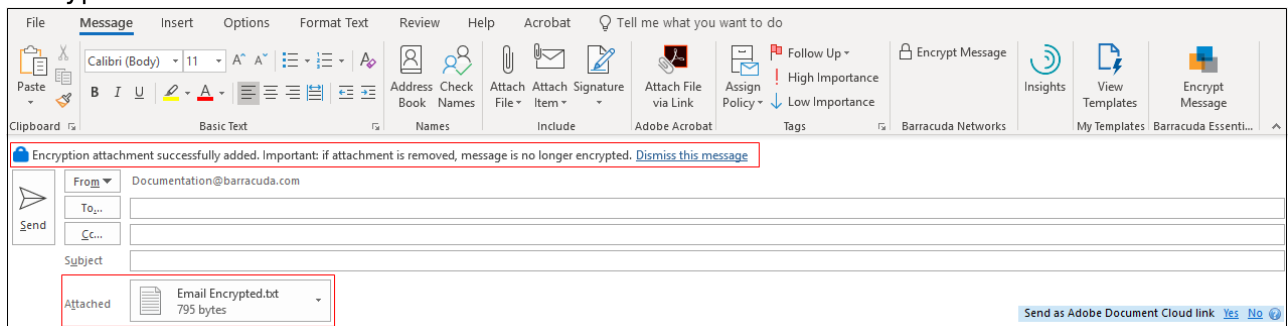 File Message Insert Options Format Text Review Help Acrobat Tell me what you want to do
Calibri (Body) 11 A^ Aˇ Follow Up Encrypt Message
! High Importance
Paste B I U A Address Check Attach Attach Signature Attach File Assign ↓ Low Importance Insights View Encrypt
Book Names File Item via Link Policy Templates Message
Clipboard Basic Text Names Include Adobe Acrobat Tags Barracuda Networks My Templates Barracuda Essenti...
Encryption attachment successfully added. Important: if attachment is removed, message is no longer encrypted. Dismiss this message
From Documentation@barracuda.com
To...
Send
Cc...
Subject
Attached Email Encrypted.txt
795 bytes
Send as Adobe Document Cloud link Yes No ?